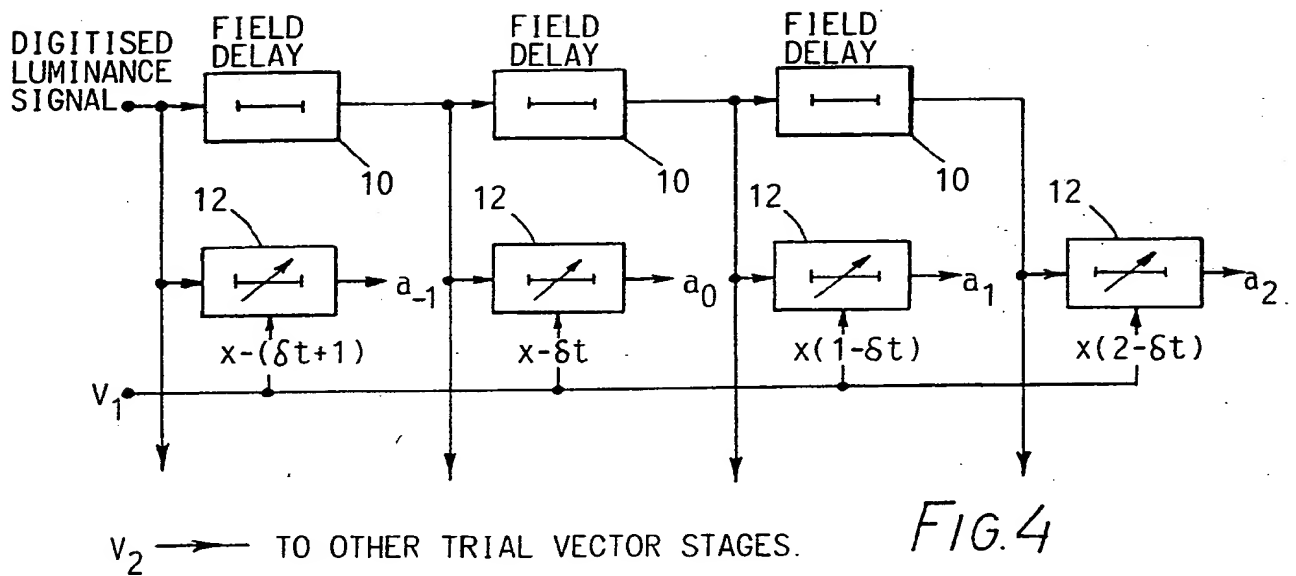 DIGITISED
LUMINANCE
SIGNAL
FIELD
DELAY
FIELD
DELAY
FIELD
DELAY
10
10
10
12
12
12
12
a₋₁
a₀
a₁
a₂
x-(δt+1)
x-δt
x(1-δt)
x(2-δt)
V₁
V₂ TO OTHER TRIAL VECTOR STAGES.
FIG.4